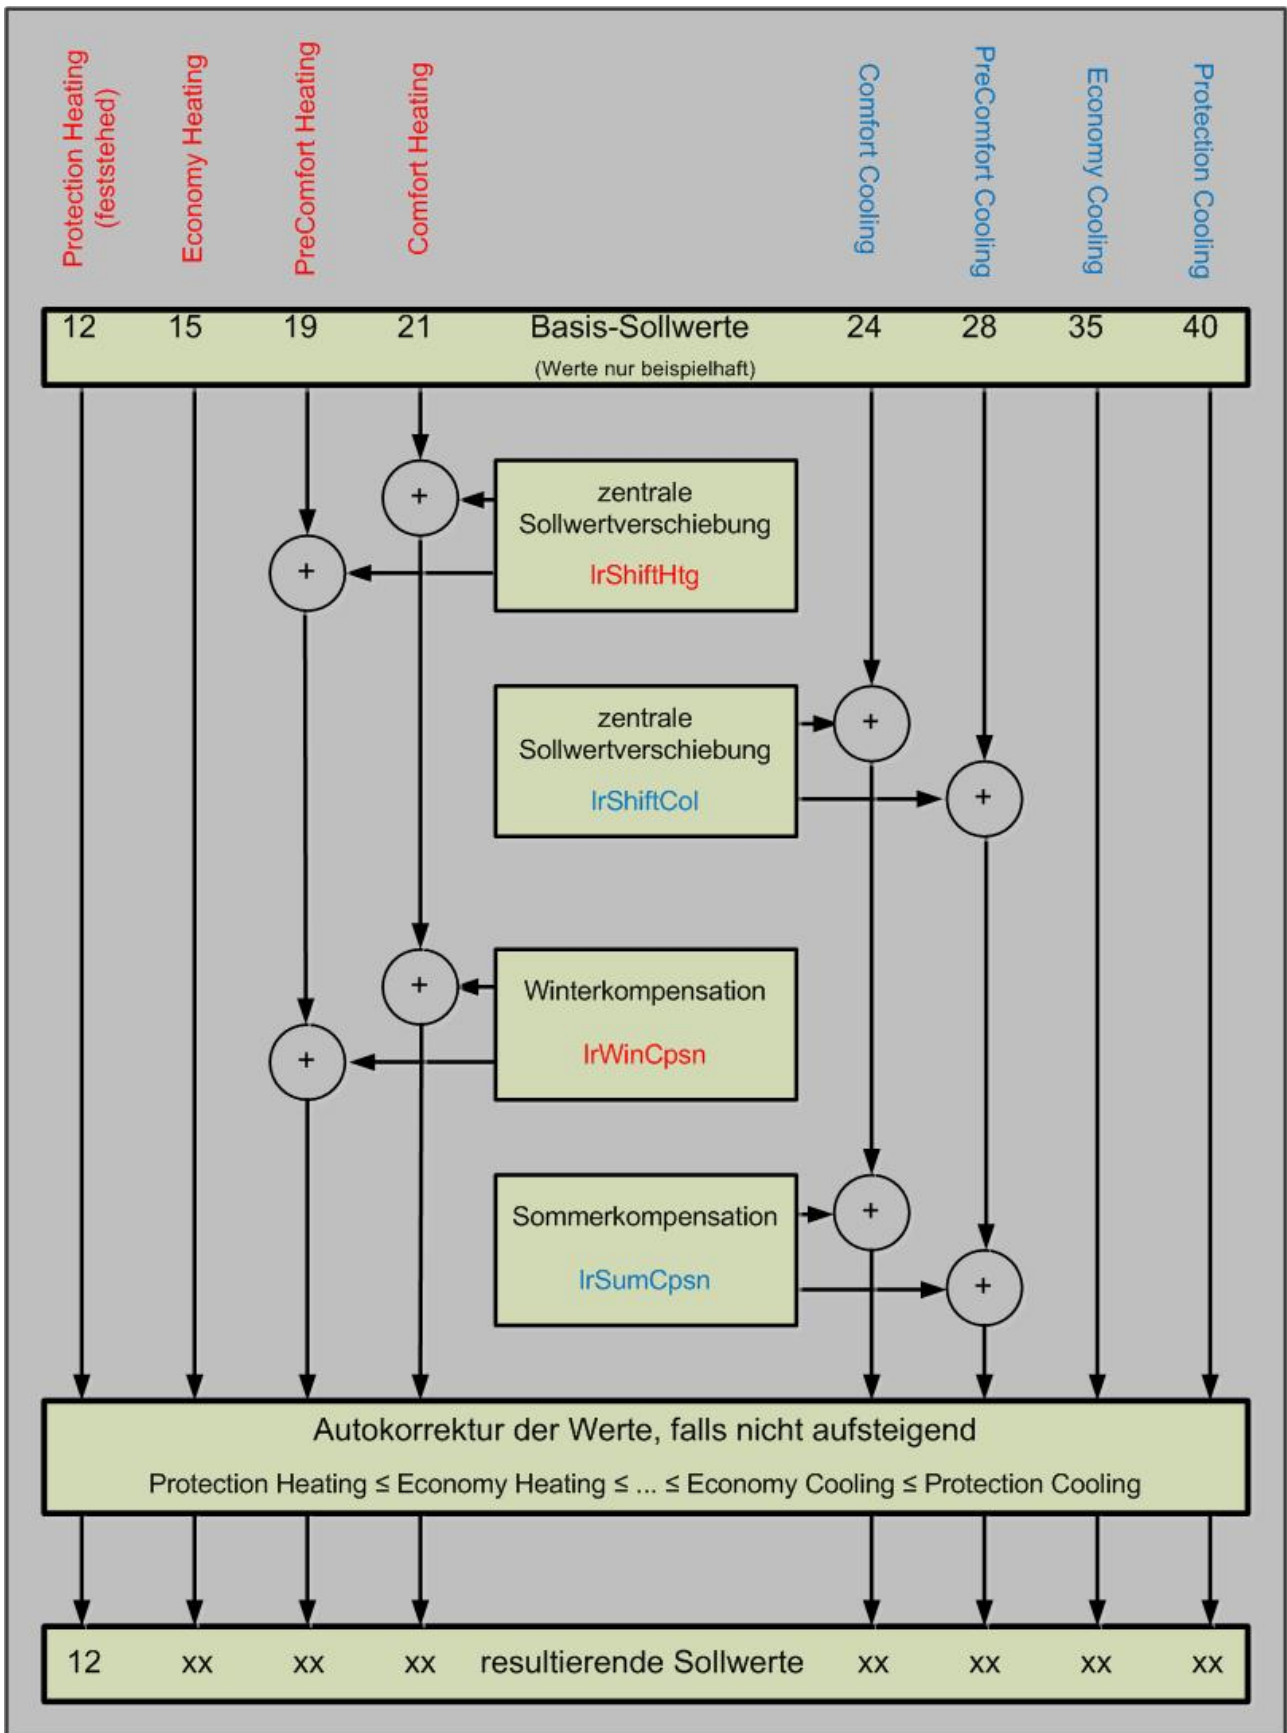 Protection Heating
(feststehed)
Economy Heating
PreComfort Heating
Comfort Heating
Comfort Cooling
PreComfort Cooling
Economy Cooling
Protection Cooling
12 15 19 21 Basis-Sollwerte 24 28 35 40
(Werte nur beispielhaft)
+
zentrale
Sollwertverschiebung
lrShiftHtg
+
zentrale
Sollwertverschiebung
lrShiftCol
+
+
+
Winterkompensation
lrWinCpsn
+
Sommerkompensation
lrSumCpsn
+
+
Autokorrektur der Werte, falls nicht aufsteigend
Protection Heating ≤ Economy Heating ≤ ... ≤ Economy Cooling ≤ Protection Cooling
12 xx xx xx resultierende Sollwerte xx xx xx xx